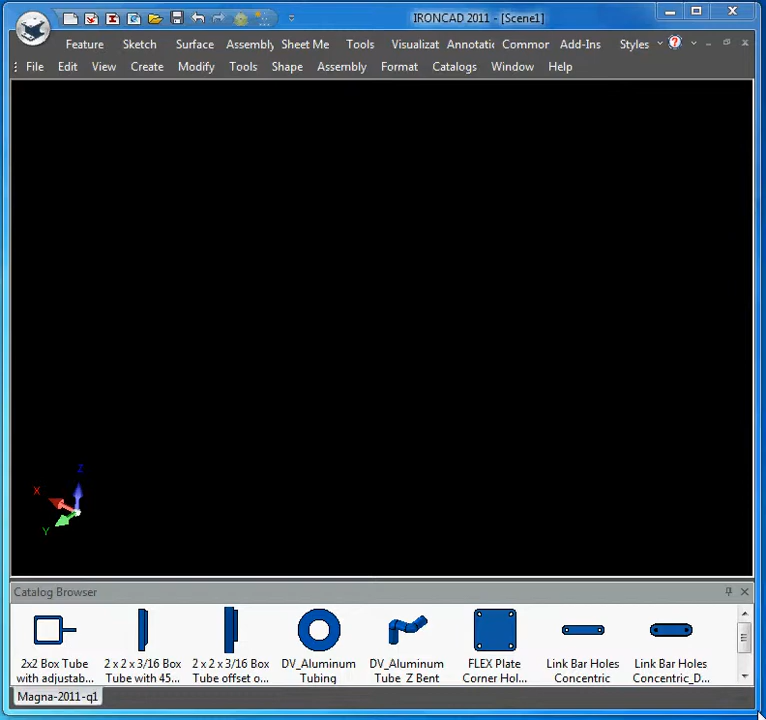 IRONCAD 2011 - [Scene1]
Feature Sketch Surface Assembly Sheet Me Tools Visualizat Annotatic Commor Add-Ins Styles
File Edit View Create Modify Tools Shape Assembly Format Catalogs Window Help
Z
X
Y
Catalog Browser
2x2 Box Tube with adjustab...
2 x 2 x 3/16 Box Tube with 45...
2 x 2 x 3/16 Box Tube offset o...
DV_Aluminum Tubing
DV_Aluminum Tube_Z Bent
FLEX Plate Corner Hol...
Link Bar Holes Concentric
Link Bar Holes Concentric_D...
Magna-2011-q1